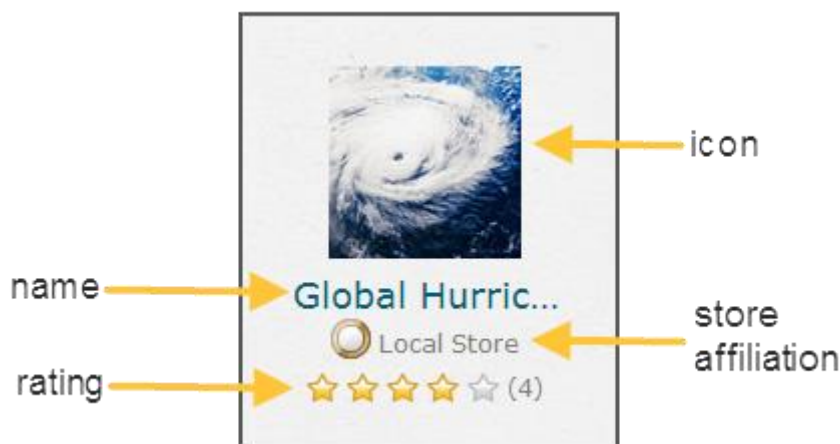 icon
name
Global Hurric...
Local Store
store
affiliation
rating
(4)